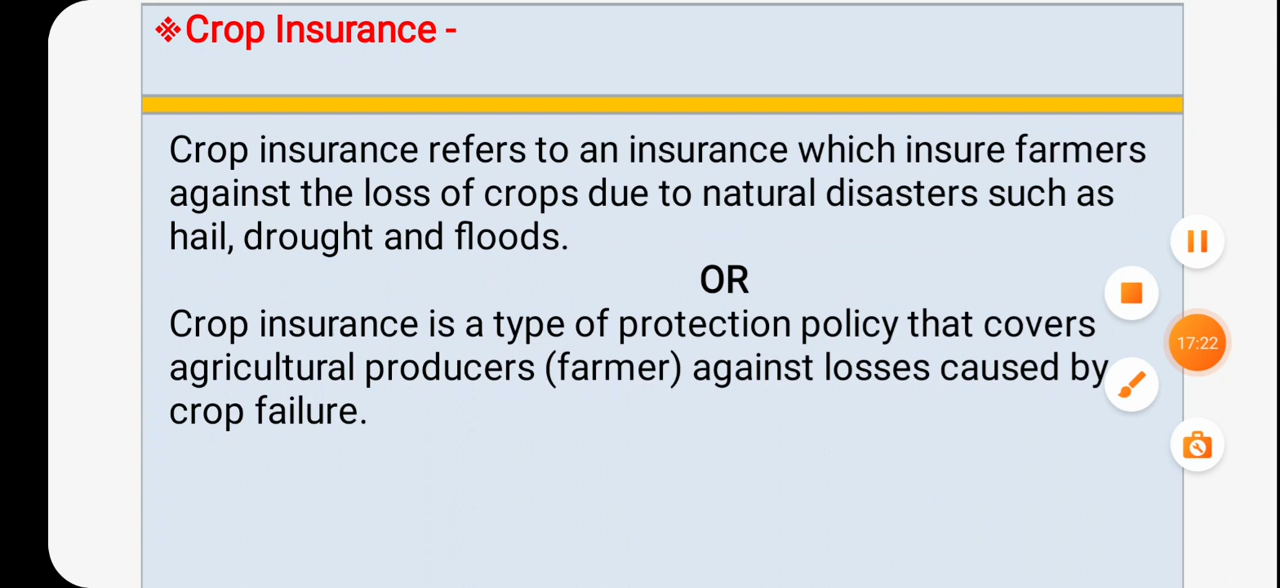 ❖Crop Insurance -
Crop insurance refers to an insurance which insure farmers
against the loss of crops due to natural disasters such as
hail, drought and floods.
OR
Crop insurance is a type of protection policy that covers
agricultural producers (farmer) against losses caused by
crop failure.
17:22